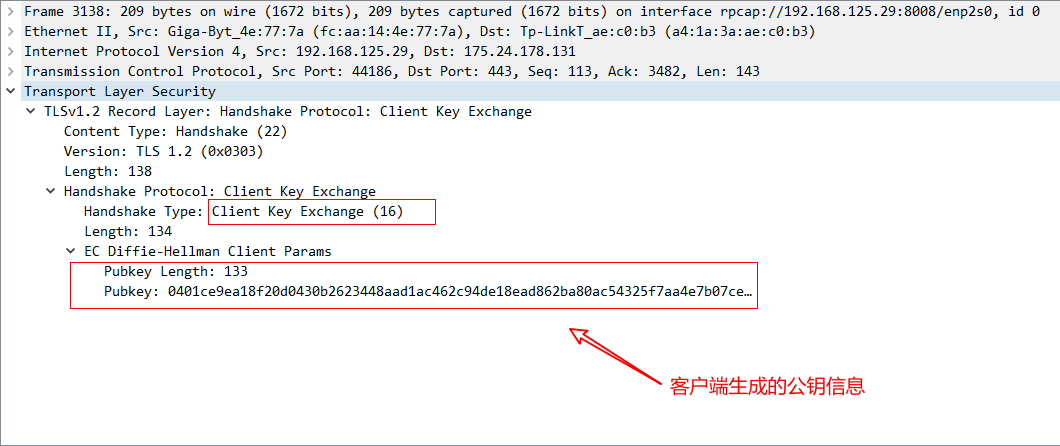 Frame 3138: 209 bytes on wire (1672 bits), 209 bytes captured (1672 bits) on interface rpcap://192.168.125.29:8008/enp2s0, id 0
Ethernet II, Src: Giga-Byt_4e:77:7a (fc:aa:14:4e:77:7a), Dst: Tp-LinkT_ae:c0:b3 (a4:1a:3a:ae:c0:b3)
Internet Protocol Version 4, Src: 192.168.125.29, Dst: 175.24.178.131
Transmission Control Protocol, Src Port: 44186, Dst Port: 443, Seq: 113, Ack: 3482, Len: 143
Transport Layer Security
TLSv1.2 Record Layer: Handshake Protocol: Client Key Exchange
Content Type: Handshake (22)
Version: TLS 1.2 (0x0303)
Length: 138
Handshake Protocol: Client Key Exchange
Handshake Type: Client Key Exchange (16)
Length: 134
EC Diffie-Hellman Client Params
Pubkey Length: 133
Pubkey: 0401ce9ea18f20d0430b2623448aad1ac462c94de18ead862ba80ac54325f7aa4e7b07ce…
客户端生成的公钥信息